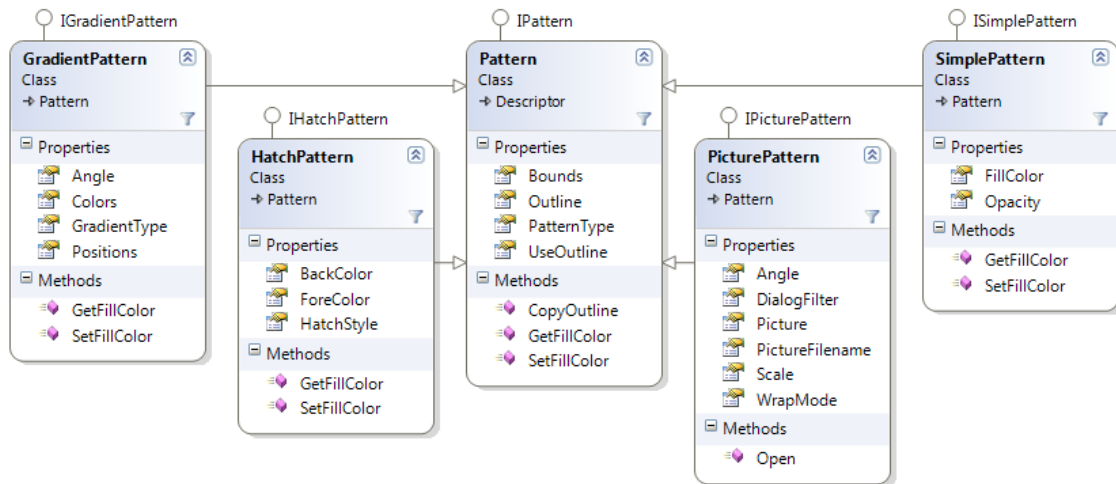 IGradientPattern
GradientPattern
Class
Pattern
Properties
Angle
Colors
GradientType
Positions
Methods
GetFillColor
SetFillColor
IHatchPattern
HatchPattern
Class
Pattern
Properties
BackColor
ForeColor
HatchStyle
Methods
GetFillColor
SetFillColor
IPattern
Pattern
Class
Descriptor
Properties
Bounds
Outline
PatternType
UseOutline
Methods
CopyOutline
GetFillColor
SetFillColor
IPicturePattern
PicturePattern
Class
Pattern
Properties
Angle
DialogFilter
Picture
PictureFilename
Scale
WrapMode
Methods
Open
ISimplePattern
SimplePattern
Class
Pattern
Properties
FillColor
Opacity
Methods
GetFillColor
SetFillColor